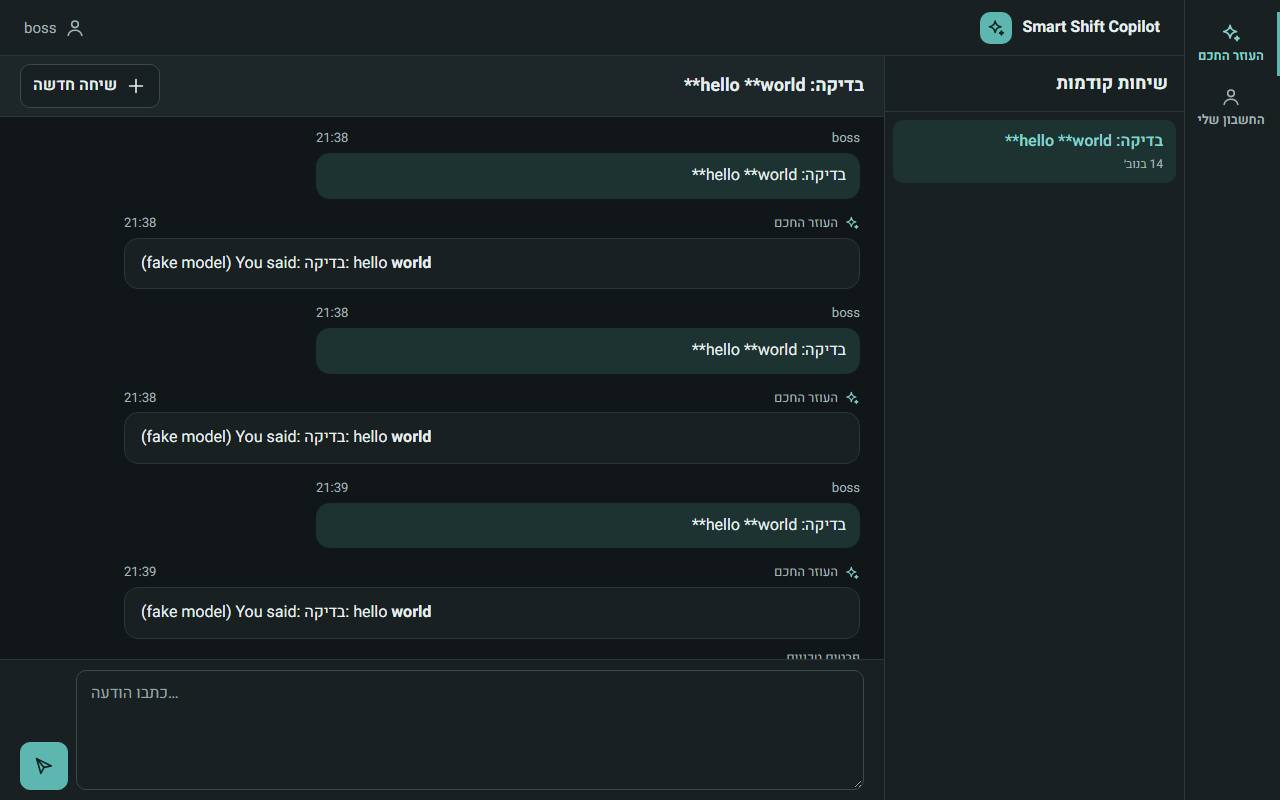 העוזר החכם
החשבון שלי
Smart Shift Copilot
boss
שיחות קודמות
בדיקה: hello **world**
14 בנוב׳
בדיקה: hello **world**
שיחה חדשה
boss 21:38
בדיקה: hello **world**
העוזר החכם 21:38
(fake model) You said: בדיקה: hello world
boss 21:38
בדיקה: hello **world**
העוזר החכם 21:38
(fake model) You said: בדיקה: hello world
boss 21:39
בדיקה: hello **world**
העוזר החכם 21:39
(fake model) You said: בדיקה: hello world
פרטים טכניים
כתבו הודעה...